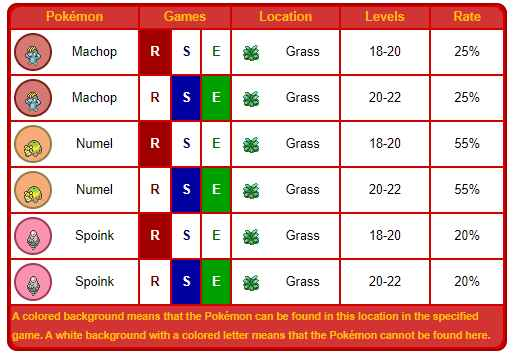 Pokémon Games Location Levels Rate
Machop R S E Grass 18-20 25%
Machop R S E Grass 20-22 25%
Numel R S E Grass 18-20 55%
Numel R S E Grass 20-22 55%
Spoink R S E Grass 18-20 20%
Spoink R S E Grass 20-22 20%
A colored background means that the Pokémon can be found in this location in the specified
game. A white background with a colored letter means that the Pokémon cannot be found here.